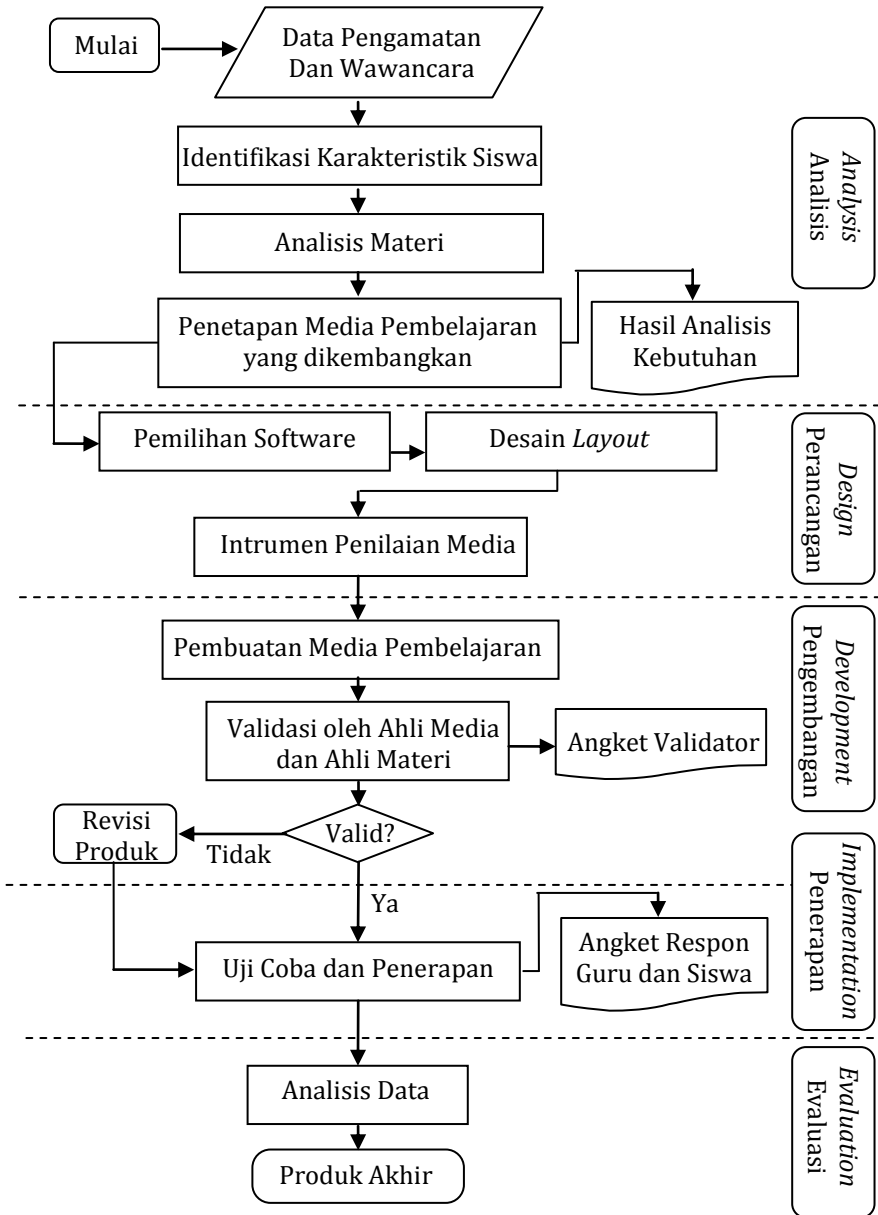 Mulai
Data Pengamatan
Dan Wawancara
Identifikasi Karakteristik Siswa
Analisis Materi
Penetapan Media Pembelajaran
yang dikembangkan
Hasil Analisis
Kebutuhan
Analysis
Analisis
Pemilihan Software
Desain Layout
Intrumen Penilaian Media
Design
Perancangan
Pembuatan Media Pembelajaran
Validasi oleh Ahli Media
dan Ahli Materi
Angket Validator
Development
Pengembangan
Valid?
Tidak
Revisi
Produk
Ya
Uji Coba dan Penerapan
Angket Respon
Guru dan Siswa
Implementation
Penerapan
Analisis Data
Produk Akhir
Evaluation
Evaluasi